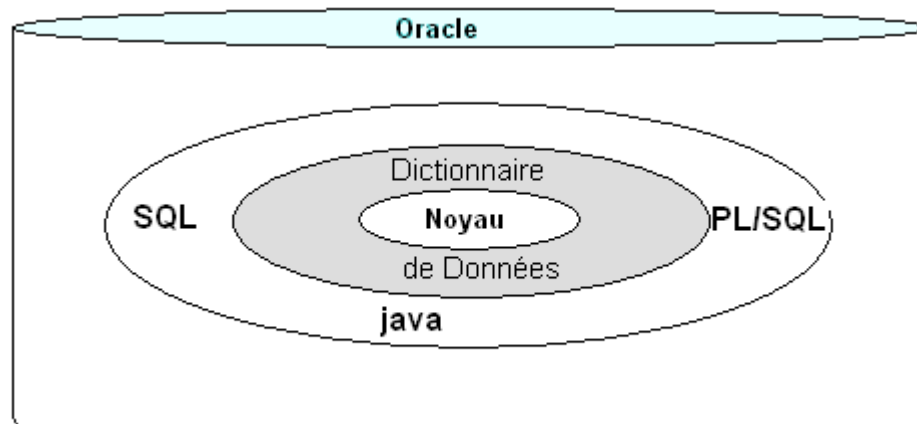 Oracle
Dictionnaire
SQL
Noyau
PL/SQL
de Données
java